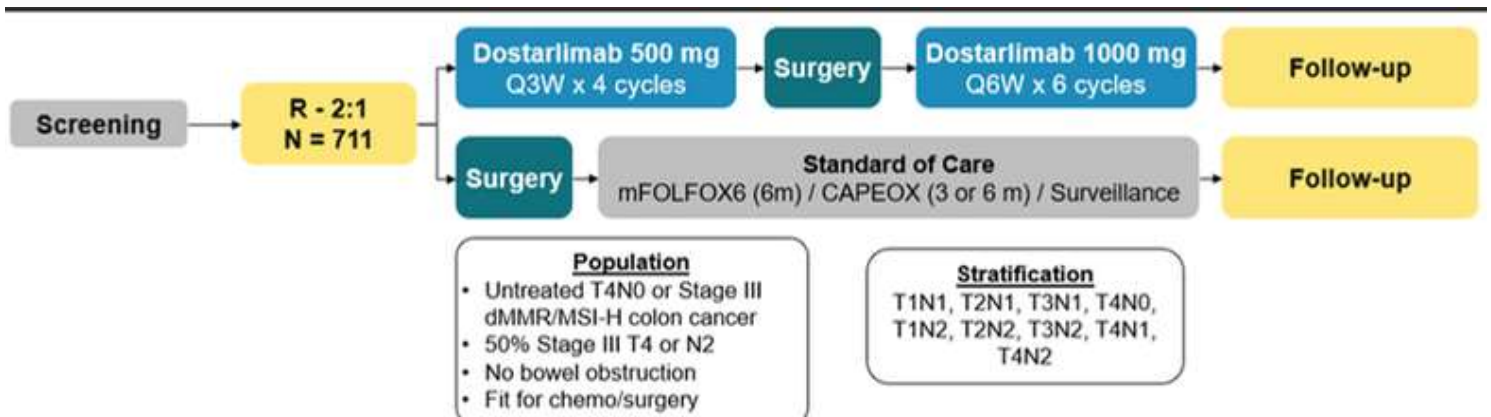 Screening
R - 2:1
N = 711
Dostarlimab 500 mg
Q3W x 4 cycles
Surgery
Dostarlimab 1000 mg
Q6W x 6 cycles
Follow-up
Surgery
Standard of Care
mFOLFOX6 (6m) / CAPEOX (3 or 6 m) / Surveillance
Follow-up
Population
• Untreated T4N0 or Stage III
dMMR/MSI-H colon cancer
• 50% Stage III T4 or N2
• No bowel obstruction
• Fit for chemo/surgery
Stratification
T1N1, T2N1, T3N1, T4N0,
T1N2, T2N2, T3N2, T4N1,
T4N2